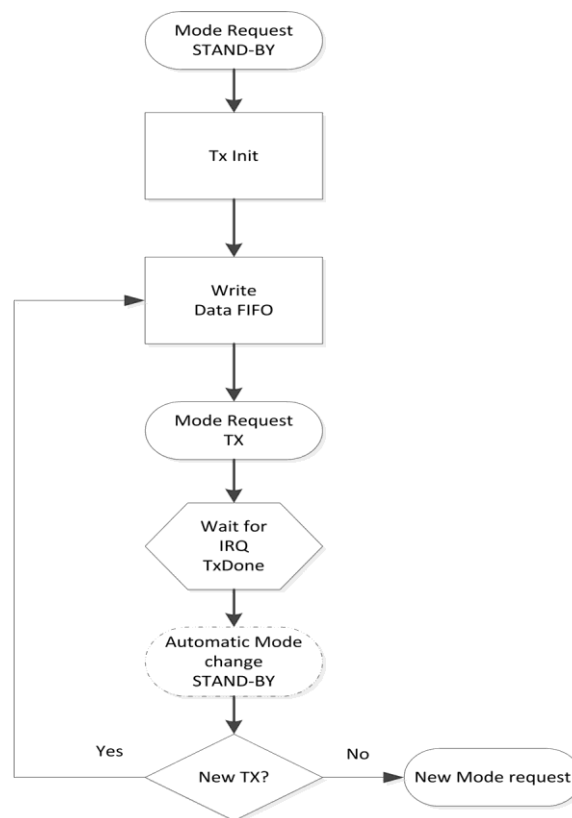 Mode Request
STAND-BY
Tx Init
Write
Data FIFO
Mode Request
TX
Wait for
IRQ
TxDone
Automatic Mode
change
STAND-BY
Yes
New TX?
No
New Mode request